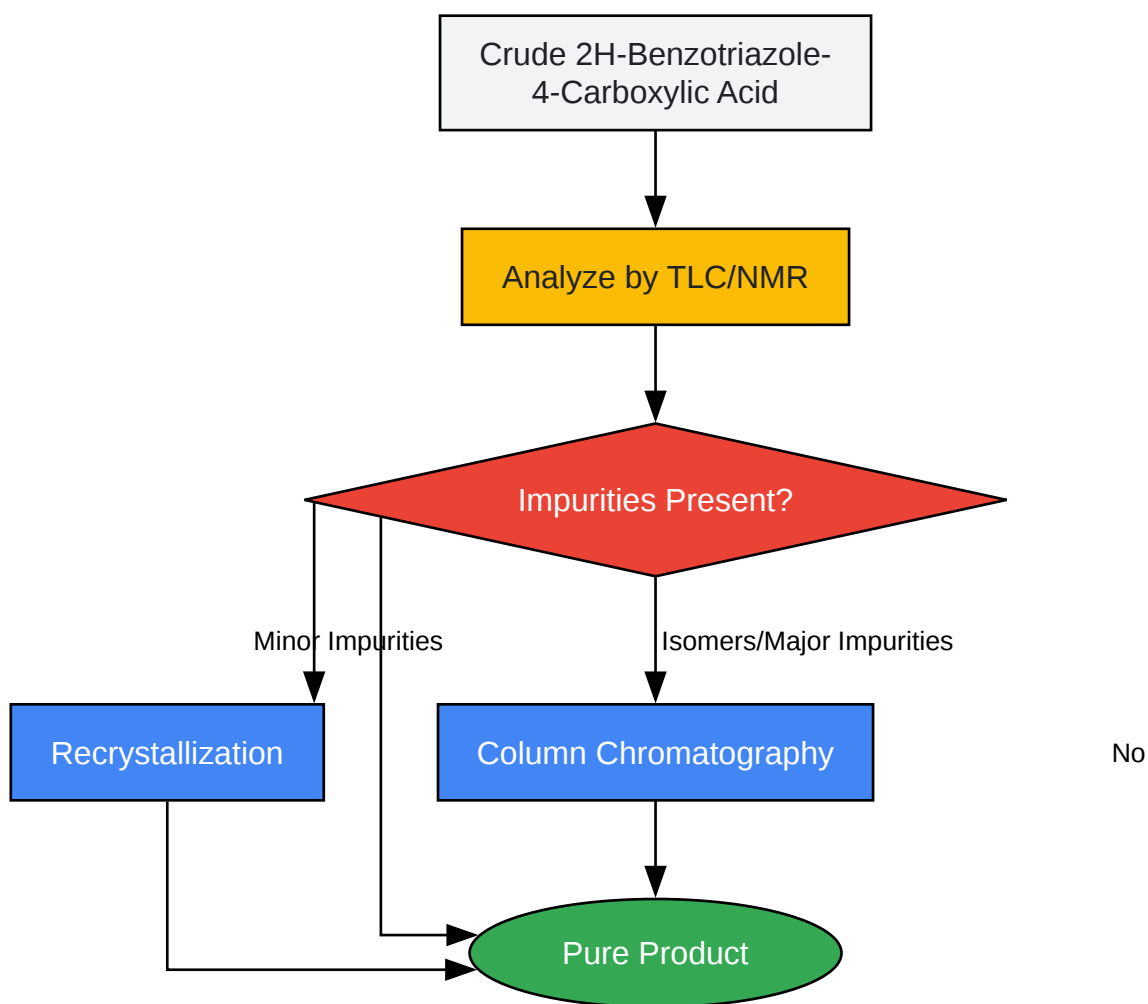 Crude 2H-Benzotriazole-
4-Carboxylic Acid
Analyze by TLC/NMR
Impurities Present?
Minor Impurities
Isomers/Major Impurities
Recrystallization
Column Chromatography
No
Pure Product